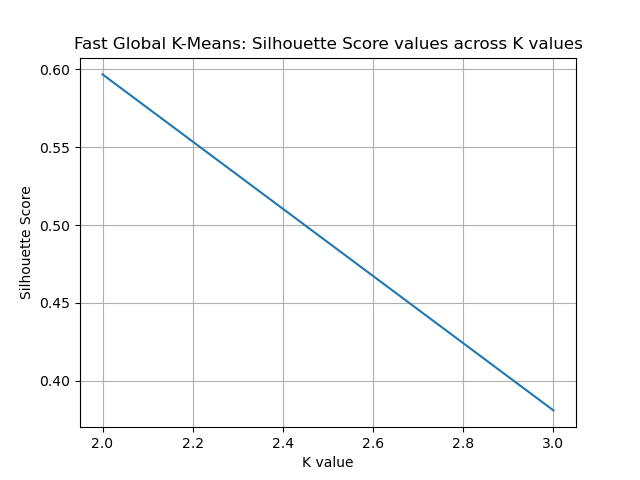 Fast Global K-Means: Silhouette Score values across K values
0.60
0.55
0.50
0.45
0.40
Silhouette Score
2.0 2.2 2.4 2.6 2.8 3.0
K value